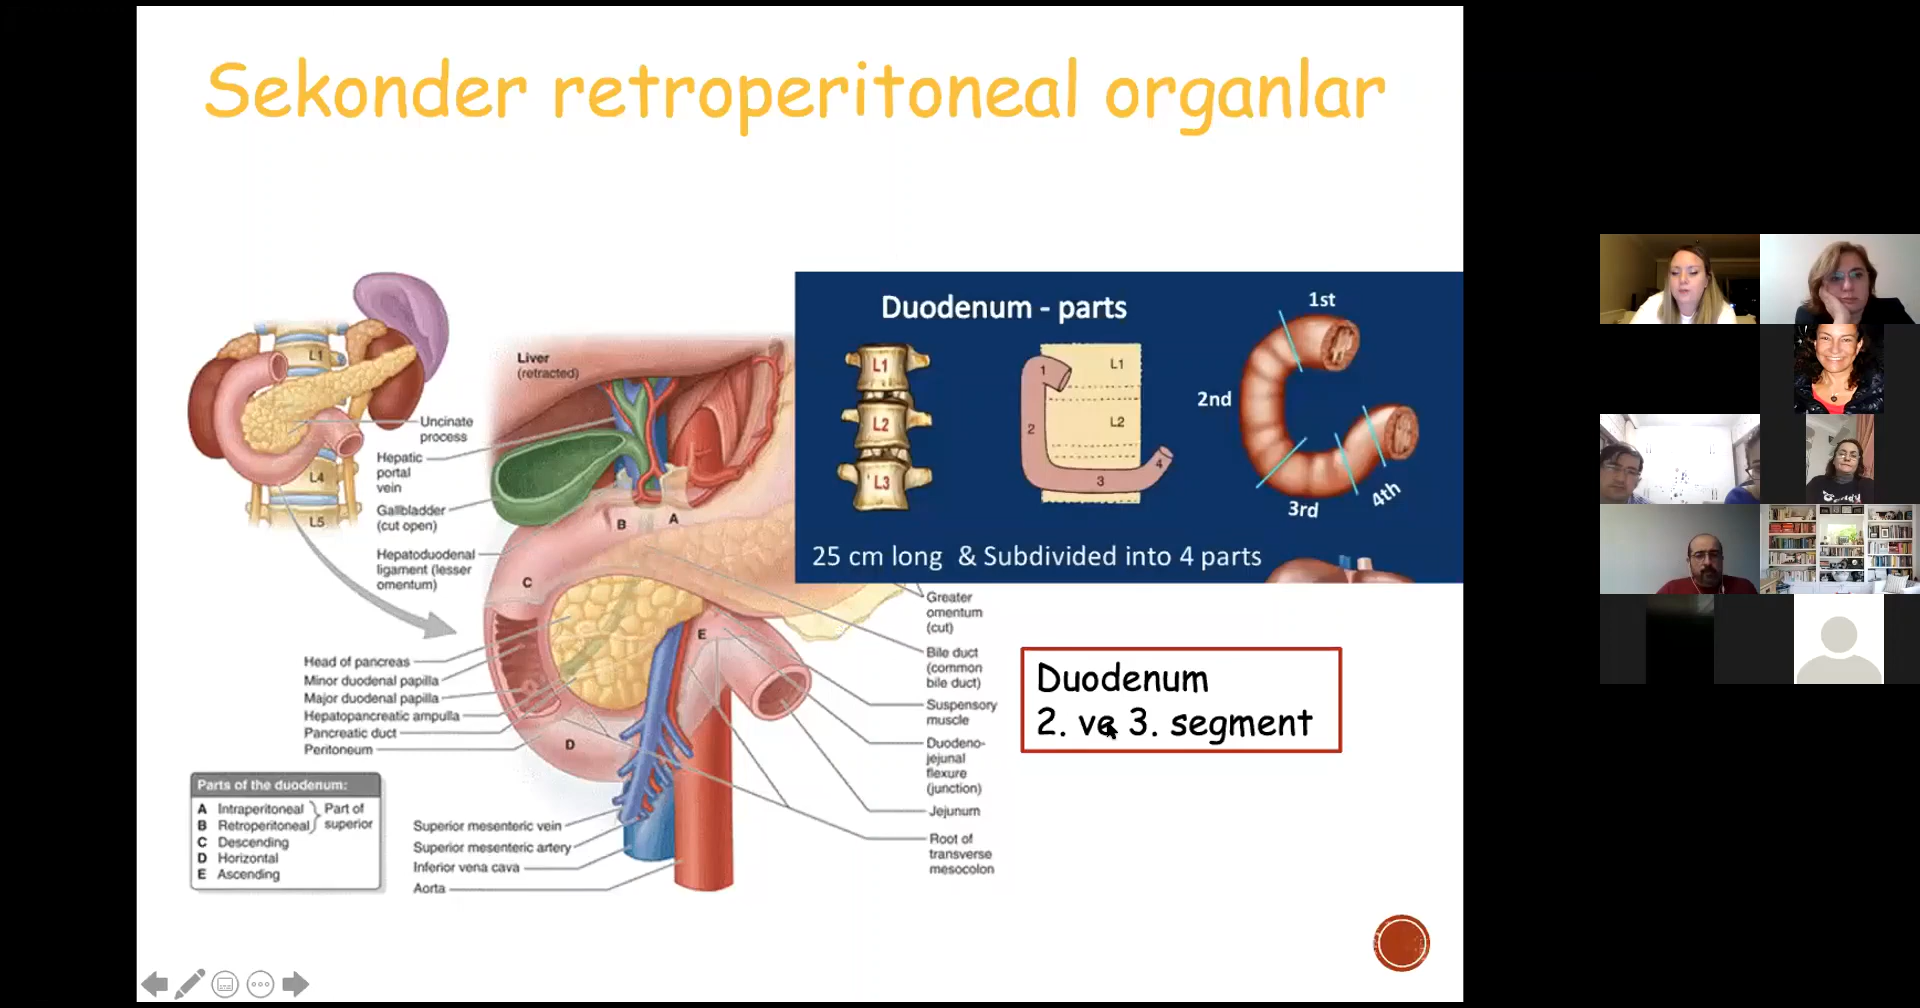 Sekonder retroperitoneal organlar
L1
L4
L5
Uncinate
process
Liver
(retracted)
Hepatic
portal
vein
Gallbladder
(cut open)
Hepatoduodenal
ligament (lesser
omentum)
B
A
C
E
D
Head of pancreas
Minor duodenal papilla
Major duodenal papilla
Hepatopancreatic ampulla
Pancreatic duct
Peritoneum
Parts of the duodenum:
A Intraperitoneal
B Retroperitoneal
Part of
superior
C Descending
D Horizontal
E Ascending
Superior mesenteric vein
Superior mesenteric artery
Inferior vena cava
Aorta
Greater
omentum
(cut)
Bile duct
(common
bile duct)
Suspensory
muscle
Duodeno-
jejunal
flexure
(junction)
Jejunum
Root of
transverse
mesocolon
Duodenum - parts
L1
L2
L3
1
2
3
4
L1
L2
1st
2nd
3rd
4th
25 cm long & Subdivided into 4 parts
Duodenum
2. ve 3. segment